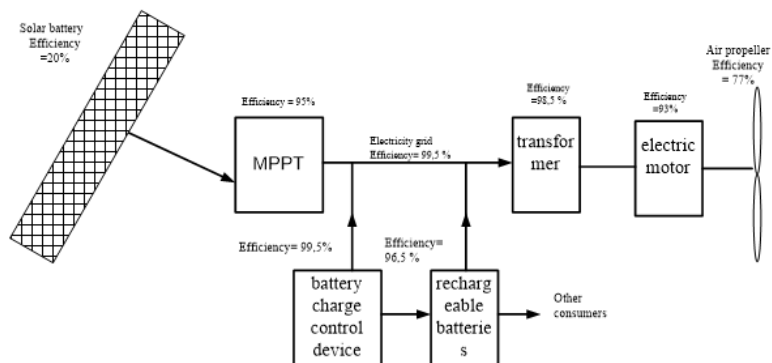 Solar battery
Efficiency
=20%
Air propeller
Efficiency
= 77%
Efficiency = 95%
MPPT
Electricity grid
Efficiency= 99,5 %
Efficiency
=98,5 %
transfor
mer
Efficiency
=93%
electric
motor
Efficiency= 99,5%
battery
charge
control
device
Efficiency=
96,5 %
recharg
eable
batterie
s
Other
consumers